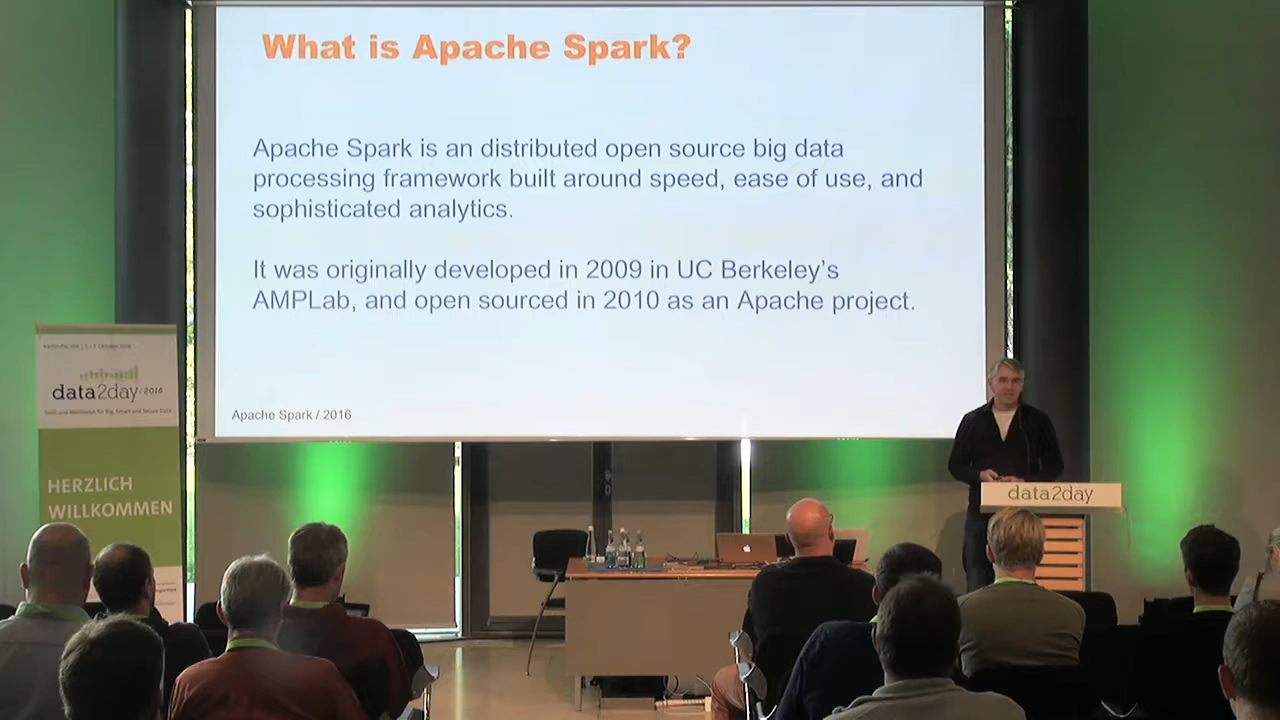 What is Apache Spark?
Apache Spark is an distributed open source big data
processing framework built around speed, ease of use, and
sophisticated analytics.
It was originally developed in 2009 in UC Berkeley's
AMPLab, and open sourced in 2010 as an Apache project.
Apache Spark / 2016
data2day/2016
HERZLICH
WILLKOMMEN
data2day